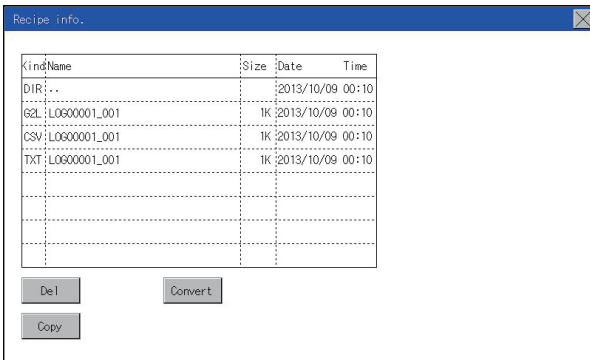 Recipe info.
Kind Name Size Date Time
DIR .. 2013/10/09 00:10
G2L LOG00001_001 1K 2013/10/09 00:10
CSV LOG00001_001 1K 2013/10/09 00:10
TXT LOG00001_001 1K 2013/10/09 00:10
Del Convert
Copy